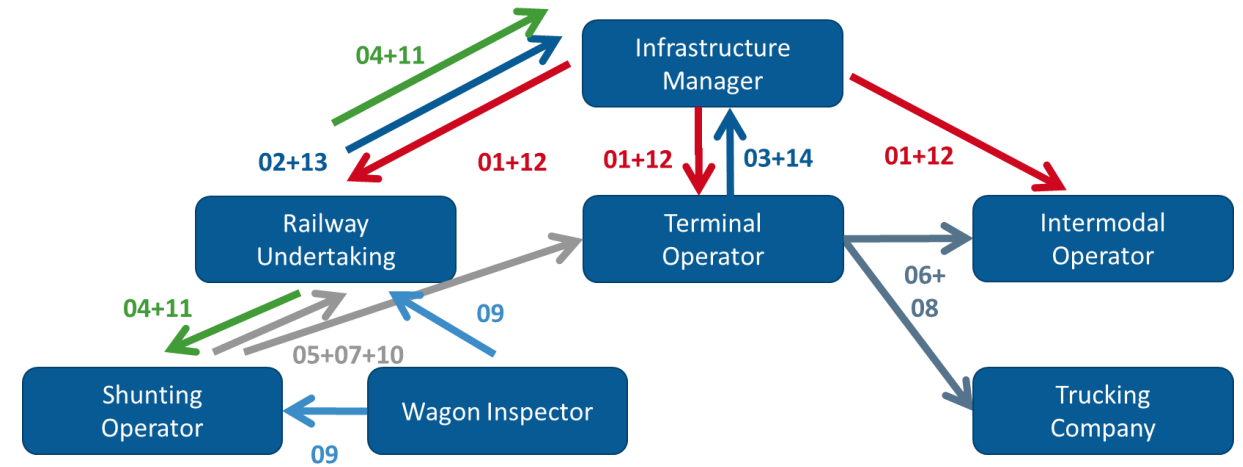 04+11
Infrastructure
Manager
02+13
01+12
01+12
03+14
01+12
Railway
Undertaking
Terminal
Operator
Intermodal
Operator
06+
08
04+11
09
05+07+10
Shunting
Operator
Wagon Inspector
Trucking
Company
09